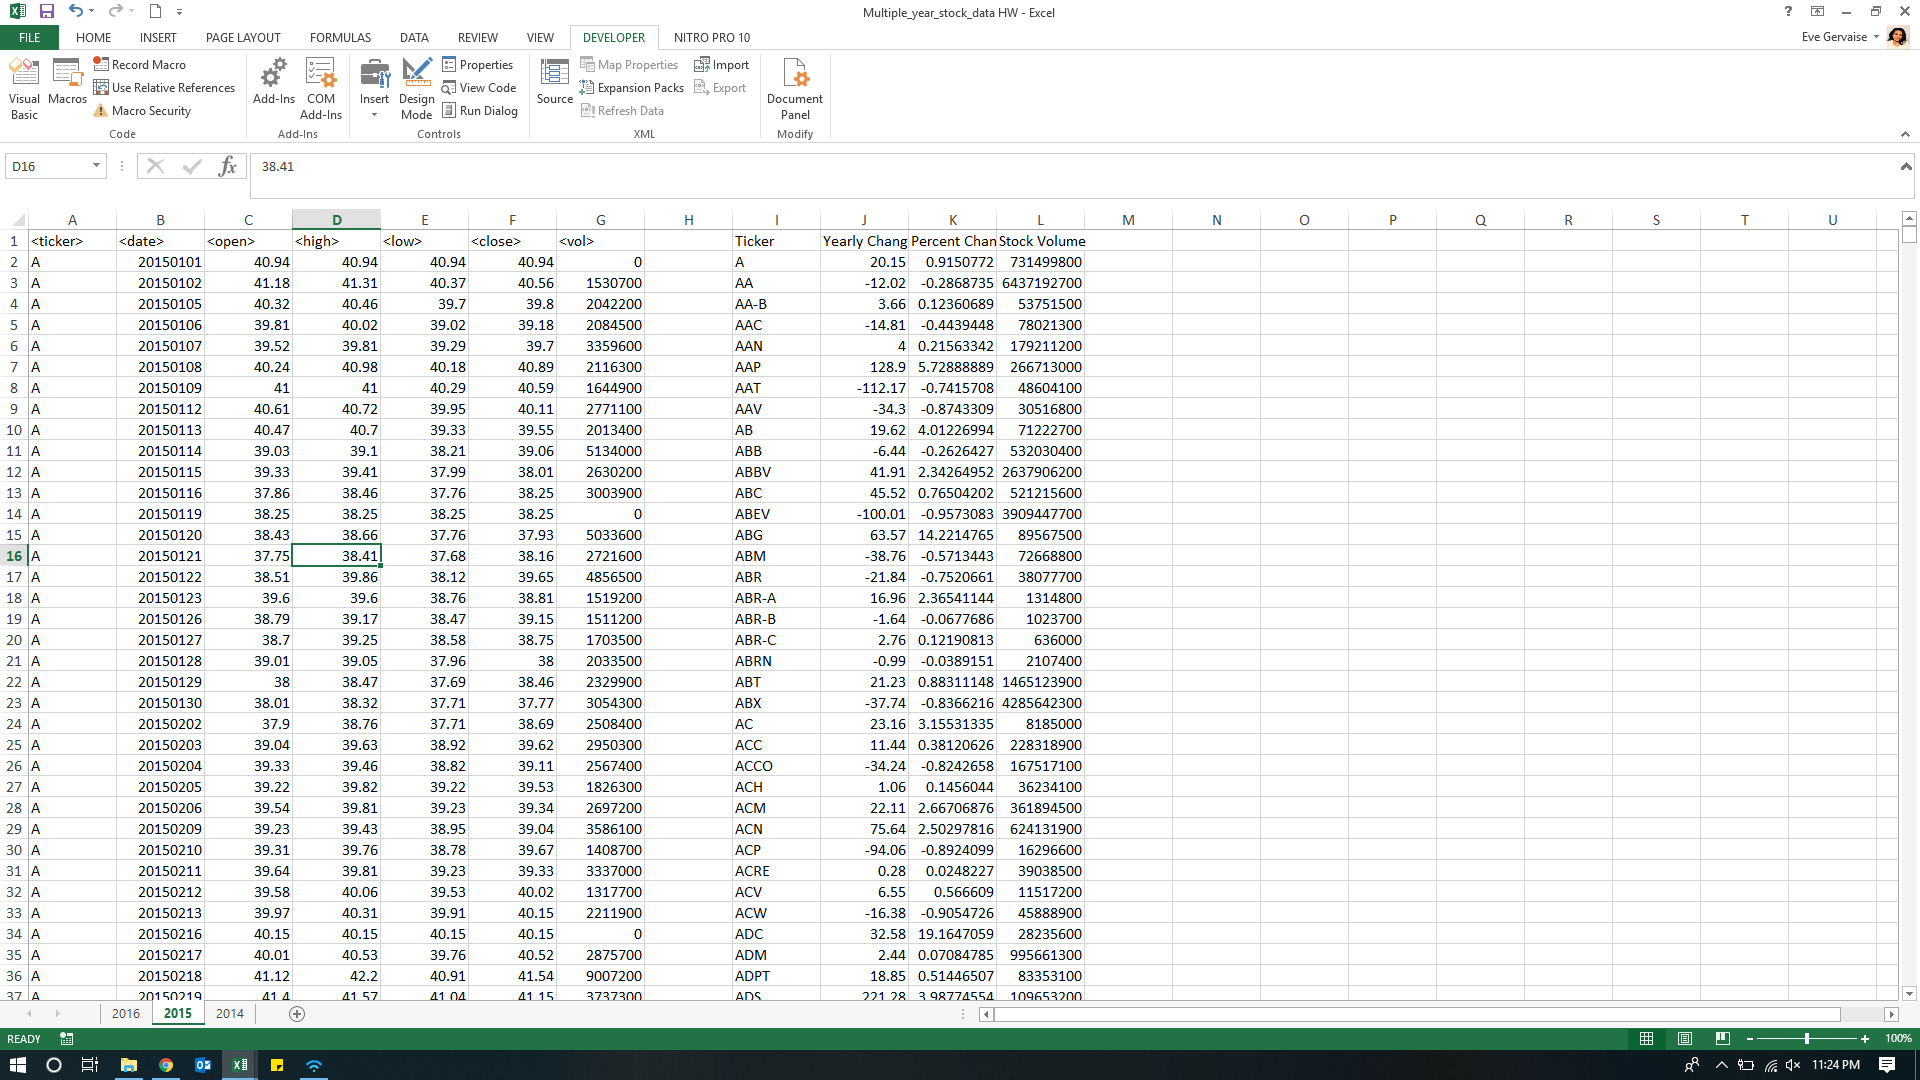 Multiple_year_stock_data HW - Excel
FILE HOME INSERT PAGE LAYOUT FORMULAS DATA REVIEW VIEW DEVELOPER NITRO PRO 10 Eve Gervaise
Visual Basic
Macros
Record Macro
Use Relative References
Macro Security
Code
Add-Ins
COM Add-Ins
Add-Ins
Insert
Design Mode
Properties
View Code
Run Dialog
Controls
Source
Map Properties
Expansion Packs
Refresh Data
Import
Export
XML
Document Panel
Modify
D16 fx 38.41
A B C D E F G H I J K L M N O P Q R S T U
1 <ticker> <date> <open> <high> <low> <close> <vol> Ticker Yearly Chang Percent Chan Stock Volume
2 A 20150101 40.94 40.94 40.94 40.94 0 A 20.15 0.9150772 731499800
3 A 20150102 41.18 41.31 40.37 40.56 1530700 AA -12.02 -0.2868735 6437192700
4 A 20150105 40.32 40.46 39.7 39.8 2042200 AA-B 3.66 0.12360689 53751500
5 A 20150106 39.81 40.02 39.02 39.18 2084500 AAC -14.81 -0.4439448 78021300
6 A 20150107 39.52 39.81 39.29 39.7 3359600 AAN 4 0.21563342 179211200
7 A 20150108 40.24 40.98 40.18 40.89 2116300 AAP 128.9 5.72888889 266713000
8 A 20150109 41 41 40.29 40.59 1644900 AAT -112.17 -0.7415708 48604100
9 A 20150112 40.61 40.72 39.95 40.11 2771100 AAV -34.3 -0.8743309 30516800
10 A 20150113 40.47 40.7 39.33 39.55 2013400 AB 19.62 4.01226994 71222700
11 A 20150114 39.03 39.1 38.21 39.06 5134000 ABB -6.44 -0.2626427 532030400
12 A 20150115 39.33 39.41 37.99 38.01 2630200 ABBV 41.91 2.34264952 2637906200
13 A 20150116 37.86 38.46 37.76 38.25 3003900 ABC 45.52 0.76504202 521215600
14 A 20150119 38.25 38.25 38.25 38.25 0 ABEV -100.01 -0.9573083 3909447700
15 A 20150120 38.43 38.66 37.76 37.93 5033600 ABG 63.57 14.2214765 89567500
16 A 20150121 37.75 38.41 37.68 38.16 2721600 ABM -38.76 -0.5713443 72668800
17 A 20150122 38.51 39.86 38.12 39.65 4856500 ABR -21.84 -0.7520661 38077700
18 A 20150123 39.6 39.6 38.76 38.81 1519200 ABR-A 16.96 2.36541144 1314800
19 A 20150126 38.79 39.17 38.47 39.15 1511200 ABR-B -1.64 -0.0677686 1023700
20 A 20150127 38.7 39.25 38.58 38.75 1703500 ABR-C 2.76 0.12190813 636000
21 A 20150128 39.01 39.05 37.96 38 2033500 ABRN -0.99 -0.0389151 2107400
22 A 20150129 38 38.47 37.69 38.46 2329900 ABT 21.23 0.88311148 1465123900
23 A 20150130 38.01 38.32 37.71 37.77 3054300 ABX -37.74 -0.8366216 4285642300
24 A 20150202 37.9 38.76 37.71 38.69 2508400 AC 23.16 3.15531335 8185000
25 A 20150203 39.04 39.63 38.92 39.62 2950300 ACC 11.44 0.38120626 228318900
26 A 20150204 39.33 39.46 38.82 39.11 2567400 ACCO -34.24 -0.8242658 167517100
27 A 20150205 39.22 39.82 39.22 39.53 1826300 ACH 1.06 0.1456044 36234100
28 A 20150206 39.54 39.81 39.23 39.34 2697200 ACM 22.11 2.66706876 361894500
29 A 20150209 39.23 39.43 38.95 39.04 3586100 ACN 75.64 2.50297816 624131900
30 A 20150210 39.31 39.76 38.78 39.67 1408700 ACP -94.06 -0.8924099 16296600
31 A 20150211 39.64 39.81 39.23 39.33 3337000 ACRE 0.28 0.0248227 39038500
32 A 20150212 39.58 40.06 39.53 40.02 1317700 ACV 6.55 0.566609 11517200
33 A 20150213 39.97 40.31 39.91 40.15 2211900 ACW -16.38 -0.9054726 45888900
34 A 20150216 40.15 40.15 40.15 40.15 0 ADC 32.58 19.1647059 28235600
35 A 20150217 40.01 40.53 39.76 40.52 2875700 ADM 2.44 0.07084785 995661300
36 A 20150218 41.12 42.2 40.91 41.54 9007200 ADPT 18.85 0.51446507 83353100
37 A 20150219 41.4 41.57 41.04 41.15 3737300 ADS 221.28 3.98774554 109653200
2016 2015 2014
READY 100%
11:24 PM